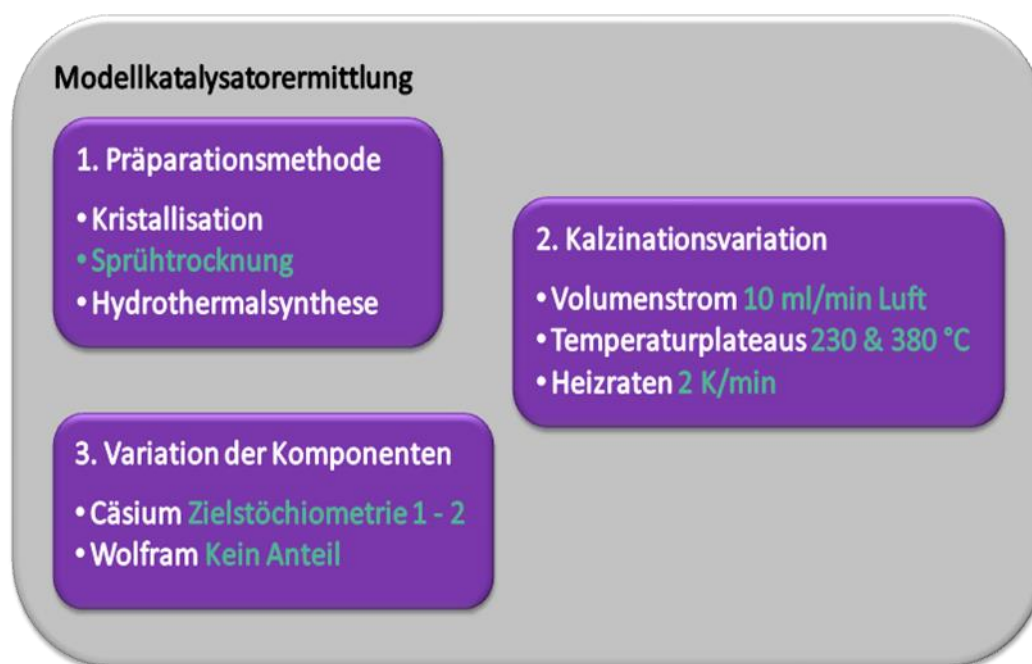 Modellkatalysatorermittlung
1. Präparationsmethode
• Kristallisation
• Sprühtrocknung
• Hydrothermalsynthese
2. Kalzinationsvariation
• Volumenstrom 10 ml/min Luft
• Temperaturplateaus 230 & 380 °C
• Heizraten 2 K/min
3. Variation der Komponenten
• Cäsium Zielstöchiometrie 1 - 2
• Wolfram Kein Anteil